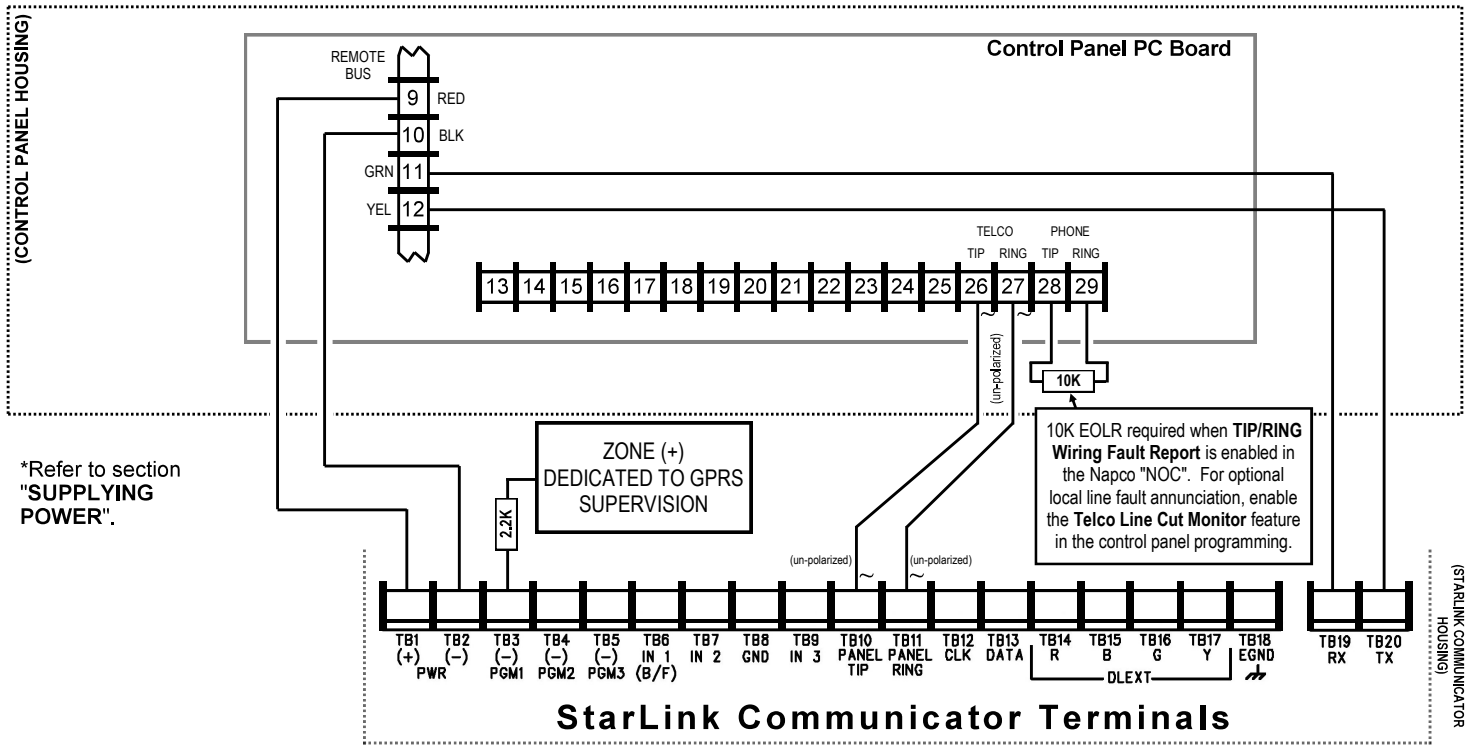 (CONTROL PANEL HOUSING)
Control Panel PC Board
REMOTE
BUS
9 RED
10 BLK
GRN 11
YEL 12
TELCO PHONE
TIP RING TIP RING
13 14 15 16 17 18 19 20 21 22 23 24 25 26 27 28 29
~ ~
(un-polarized)
10K
10K EOLR required when TIP/RING
Wiring Fault Report is enabled in
the Napco "NOC". For optional
local line fault annunciation, enable
the Telco Line Cut Monitor feature
in the control panel programming.
*Refer to section
"SUPPLYING
POWER".
ZONE (+)
DEDICATED TO GPRS
SUPERVISION
2.2K
(un-polarized) ~ (un-polarized) ~
TB1 TB2 TB3 TB4 TB5 TB6 TB7 TB8 TB9 TB10 TB11 TB12 TB13 TB14 TB15 TB16 TB17 TB18 TB19 TB20
(+) (-) (-) (-) (-) IN 1 IN 2 GND IN 3 PANEL PANEL CLK DATA R B G Y EGND RX TX
PWR PGM1 PGM2 PGM3 (B/F) TIP RING DLEXT
StarLink Communicator Terminals
(STARLINK COMMUNICATOR
HOUSING)